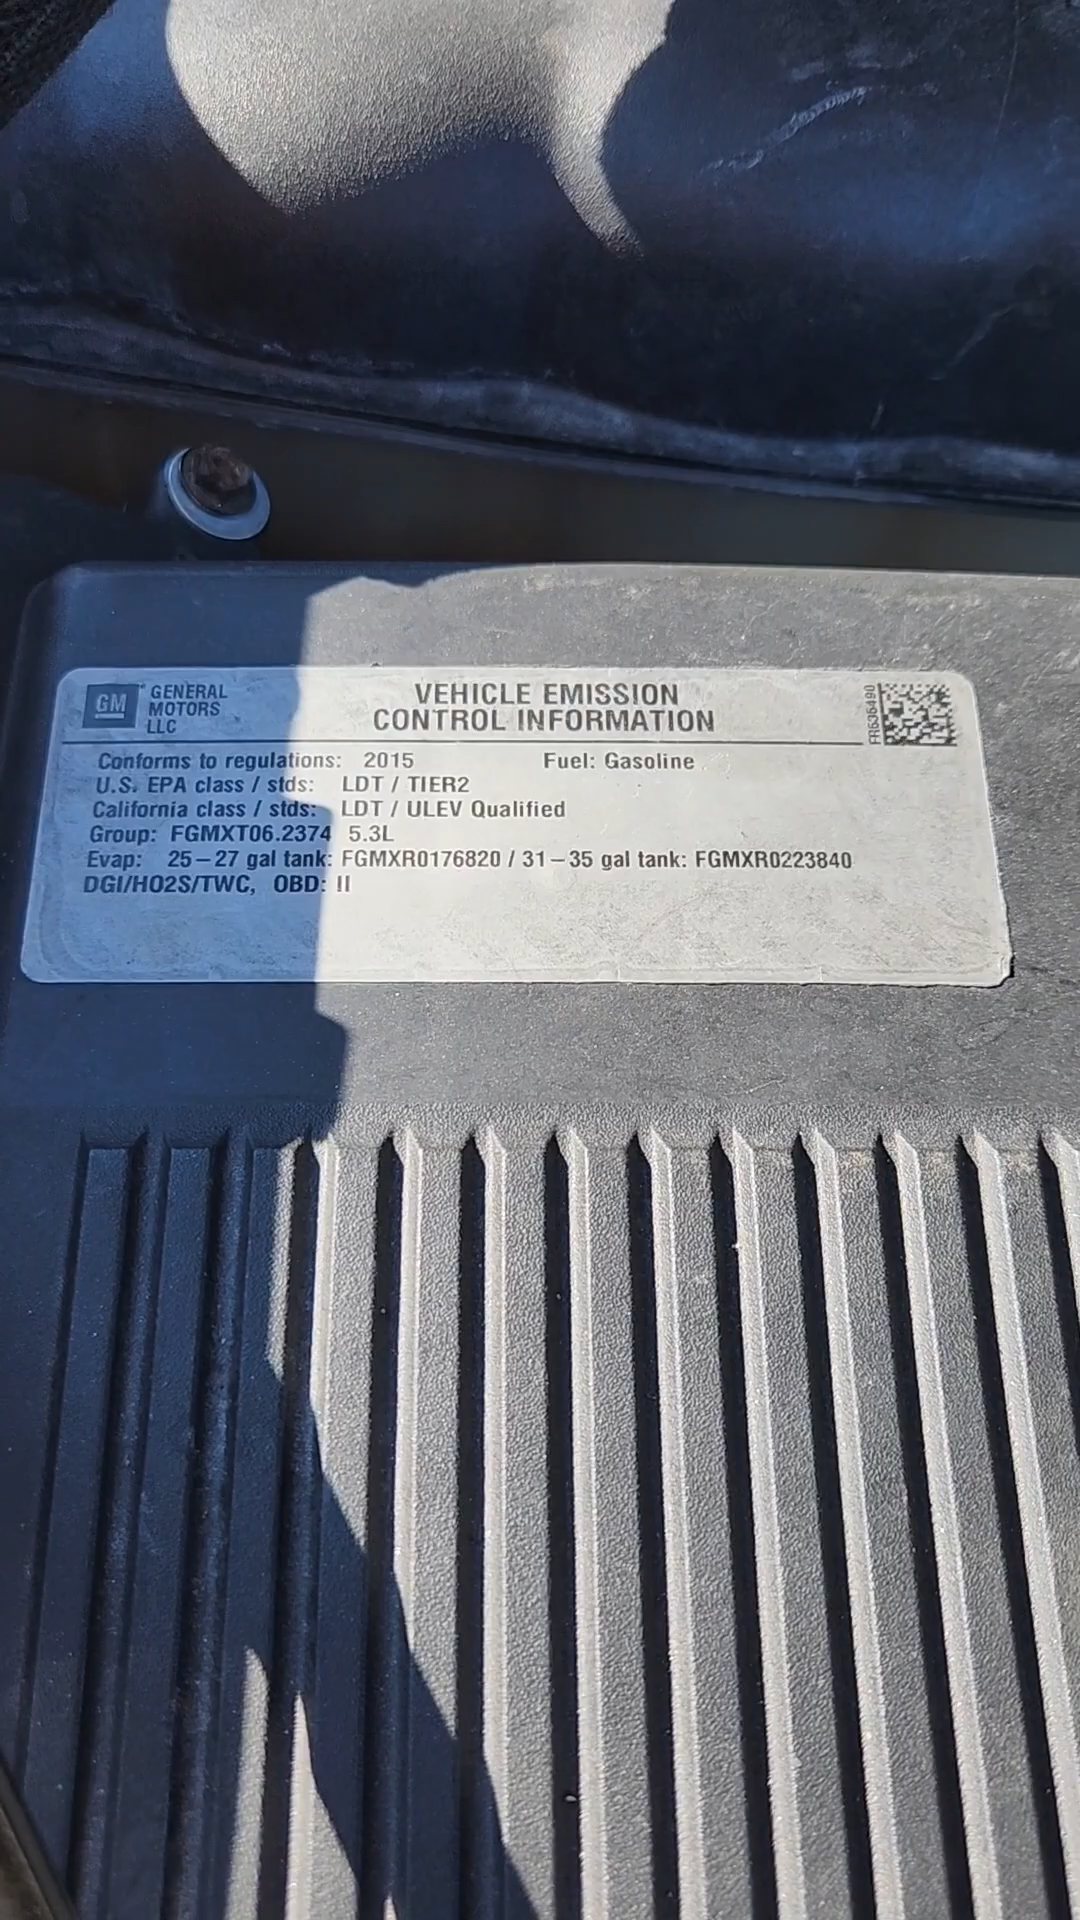 GM GENERAL MOTORS LLC
VEHICLE EMISSION
CONTROL INFORMATION
FR636490
Conforms to regulations: 2015 Fuel: Gasoline
U.S. EPA class / stds: LDT / TIER2
California class / stds: LDT / ULEV Qualified
Group: FGMXT06.2374 5.3L
Evap: 25-27 gal tank: FGMXR0176820 / 31-35 gal tank: FGMXR0223840
DGI/HO2S/TWC, OBD: II